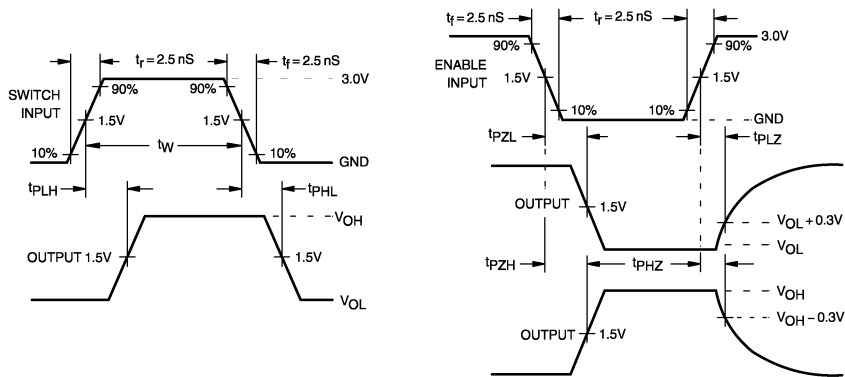 tr = 2.5 nS
tf = 2.5 nS
3.0V
SWITCH
INPUT
90%
90%
1.5V
1.5V
tW
10%
10%
GND
tPLH
tPHL
VOH
OUTPUT
1.5V
1.5V
VOL
tf = 2.5 nS
tr = 2.5 nS
3.0V
90%
90%
ENABLE
INPUT
1.5V
1.5V
10%
10%
GND
tPZL
tPLZ
OUTPUT
1.5V
VOL + 0.3V
VOL
tPZH
tPHZ
VOH
VOH – 0.3V
OUTPUT
1.5V